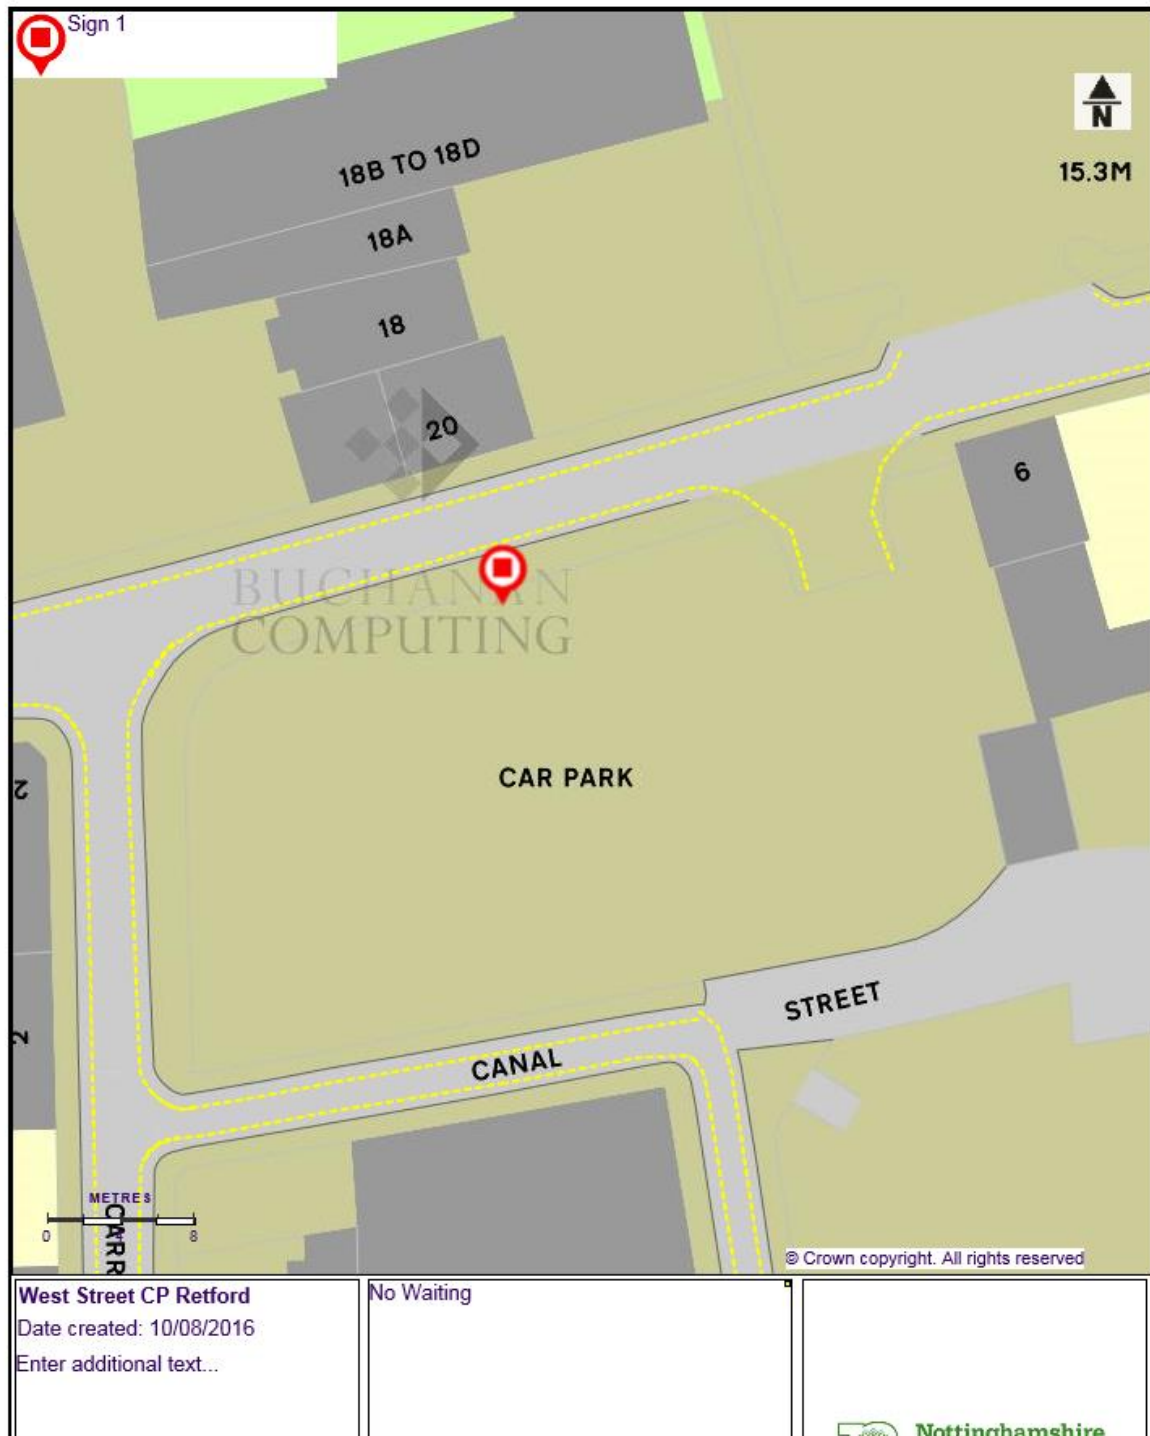 Sign 1
N
15.3M
18B TO 18D
18A
18
20
6
BUCHANAN
COMPUTING
CAR PARK
2
2
STREET
CANAL
METRES
0
8
CARR
© Crown copyright. All rights reserved
West Street CP Retford
Date created: 10/08/2016
Enter additional text...
No Waiting
Nottinghamshire